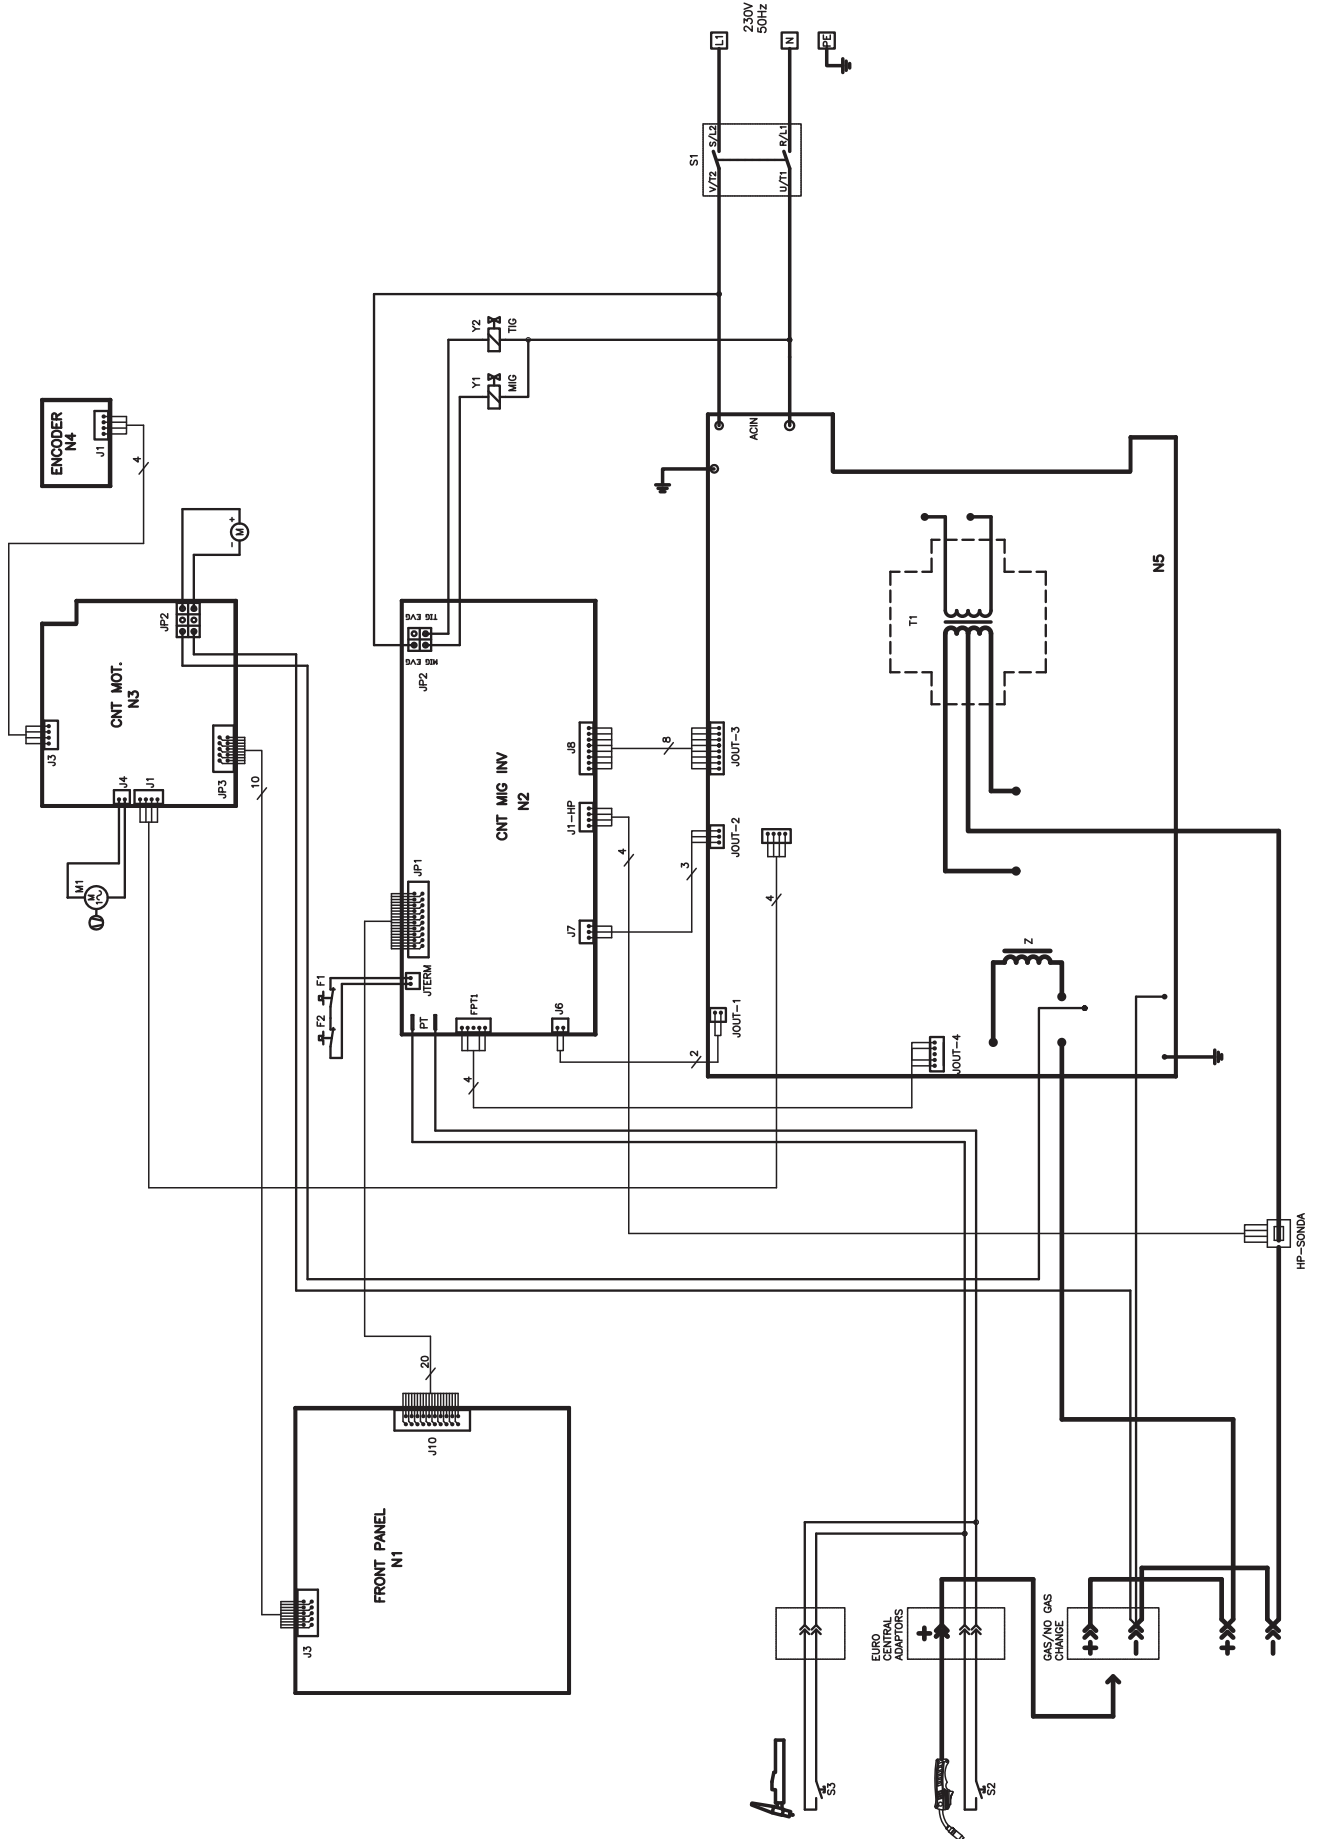 L1
230V
50Hz
N
PE
S1
S/L2
R/L1
V/T2
U/T1
Y2
TIG
Y1
MIG
ACIN
ENCODER
N4
J1
4
+
M
-
JP2
CNT MOT.
N3
J3
J4
J1
JP3
10
M1
M
1~
TIG EVG
MIG EVG
JP2
CNT MIG INV
N2
J8
J1-HP
J7
JP1
JTERM
F1
F2
PT
FPT1
J6
8
4
3
4
2
4
JOUT-3
JOUT-2
JOUT-1
JOUT-4
T1
N5
Z
HP-SONDA
20
J10
FRONT PANEL
N1
J3
EURO
CENTRAL
ADAPTORS
+
GAS/NO GAS
CHANGE
+
-
+
-
S3
S2